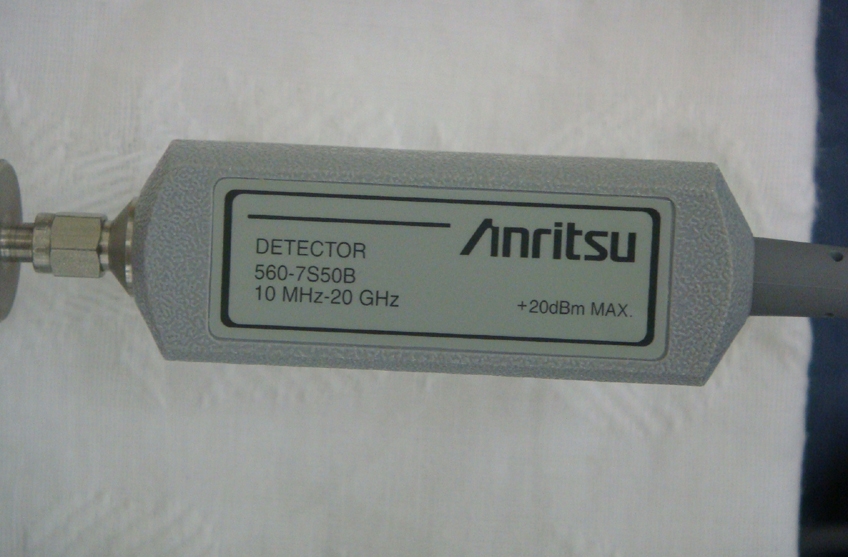 Anritsu
DETECTOR
560-7S50B
10 MHz-20 GHz
+20dBm MAX.